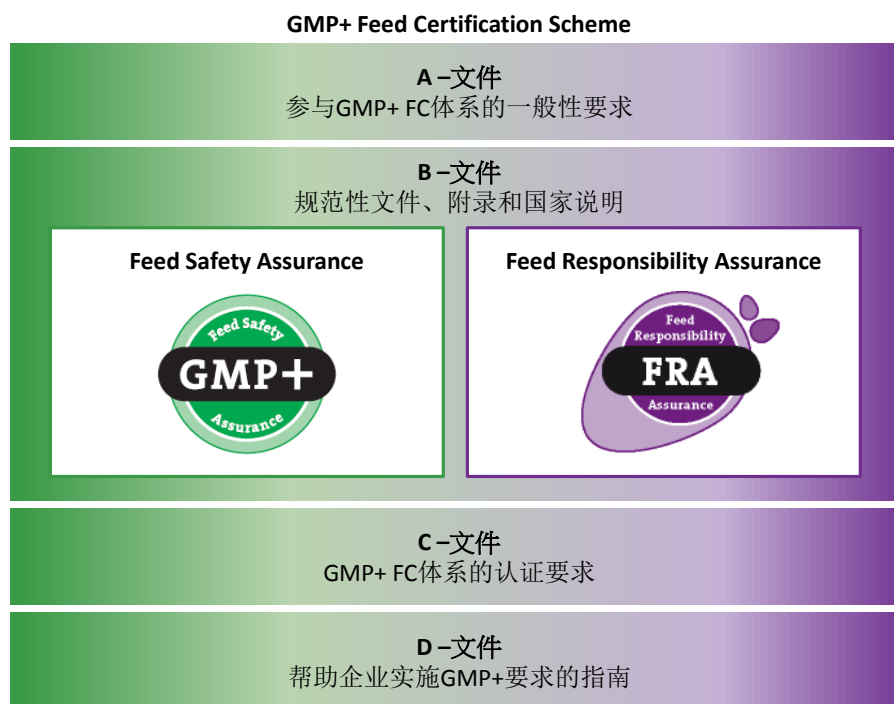 GMP+ Feed Certification Scheme
A –文件
参与GMP+ FC体系的一般性要求
B –文件
规范性文件、附录和国家说明
Feed Safety Assurance
Feed Safety
GMP+
Assurance
Feed Responsibility Assurance
Feed
Responsibility
FRA
Assurance
C –文件
GMP+ FC体系的认证要求
D –文件
帮助企业实施GMP+要求的指南